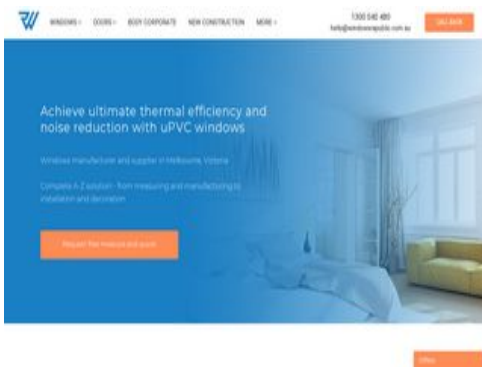 WINDOWS DOORS BODY CORPORATE NEW CONSTRUCTION MORE
1300 540 480
hello@windowsrepublic.com.au
Achieve ultimate thermal efficiency and
noise reduction with uPVC windows
Windows manufacturer and supplier in Melbourne, Victoria
Complete A-Z solution - from measuring and manufacturing to
installation and decoration
Request free measure and quote